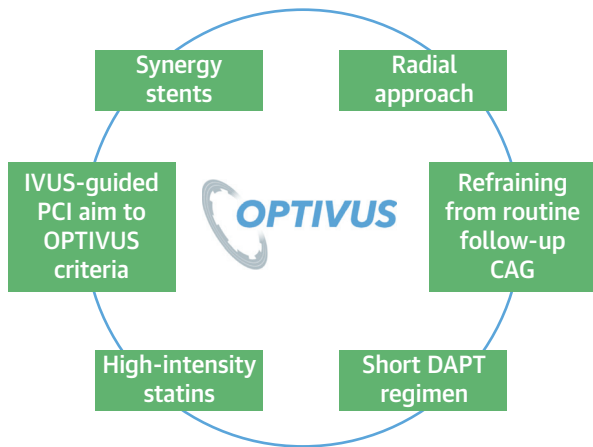 Synergy
stents
Radial
approach
IVUS-guided
PCI aim to
OPTIVUS
criteria
OPTIVUS
Refraining
from routine
follow-up
CAG
High-intensity
statins
Short DAPT
regimen